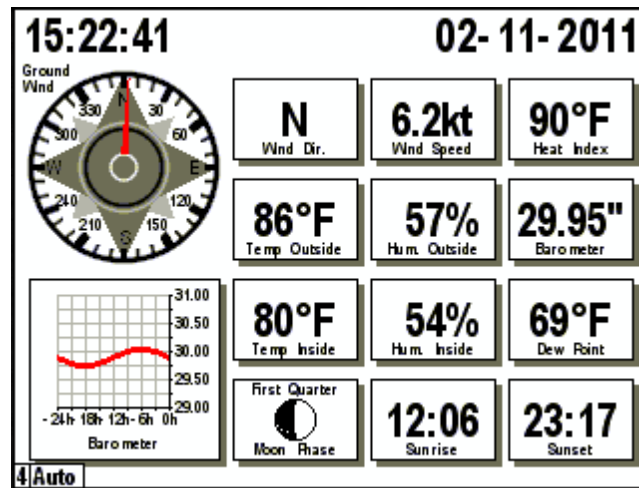 15:22:41
02-11-2011
Ground
Wind
N
30
60
E
120
150
S
210
240
W
300
330
N
Wind Dir.
6.2kt
Wind Speed
90°F
Heat Index
86°F
Temp Outside
57%
Hum. Outside
29.95"
Barometer
31.00
30.50
30.00
29.50
29.00
-24h 18h 12h-6h 0h
Barometer
80°F
Temp Inside
54%
Hum. Inside
69°F
Dew Point
First Quarter
Moon Phase
12:06
Sunrise
23:17
Sunset
4 Auto